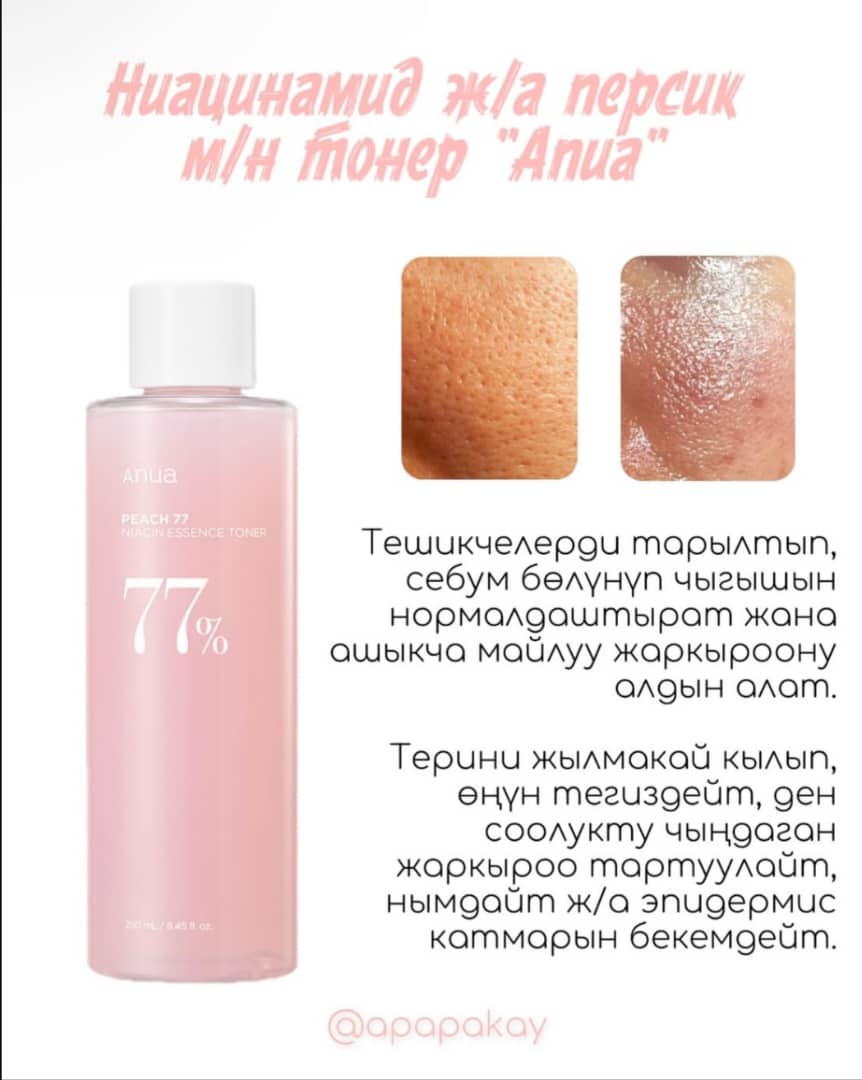 Ниацинамид ж/а персик
м/н тонер "Anua"
Anua
PEACH 77
NIACIN ESSENCE TONER
77%
250 mL / 8.45 fl. oz.
Тешикчелерди тарылтып,
себум бөлүнүп чыгышын
нормалдаштырат жана
ашыкча майлуу жаркыроону
алдын алат.
Терини жылмакай кылып,
өңүн тегиздейт, ден
соолукту чыңдаган
жаркыроо тартуулайт,
нымдайт ж/а эпидермис
катмарын бекемдейт.
@apapakay